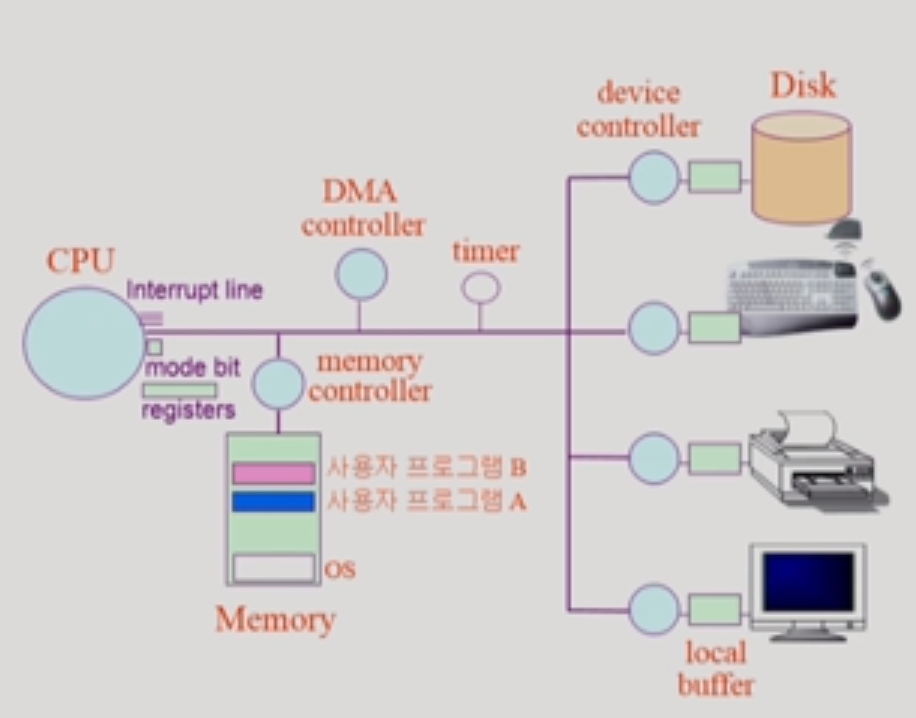 Disk
device
controller
DMA
controller
timer
CPU
Interrupt line
mode bit
registers
memory
controller
사용자 프로그램 B
사용자 프로그램 A
OS
Memory
local
buffer